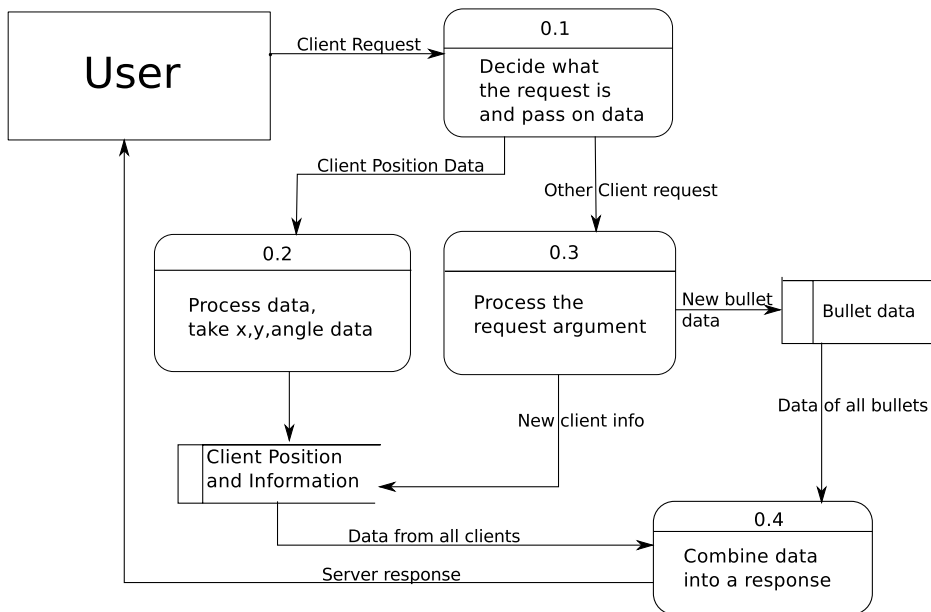 User
Client Request
0.1
Decide what
the request is
and pass on data
Client Position Data
Other Client request
0.2
Process data,
take x,y,angle data
0.3
Process the
request argument
New bullet
data
Bullet data
New client info
Data of all bullets
Client Position
and Information
Data from all clients
0.4
Combine data
into a response
Server response